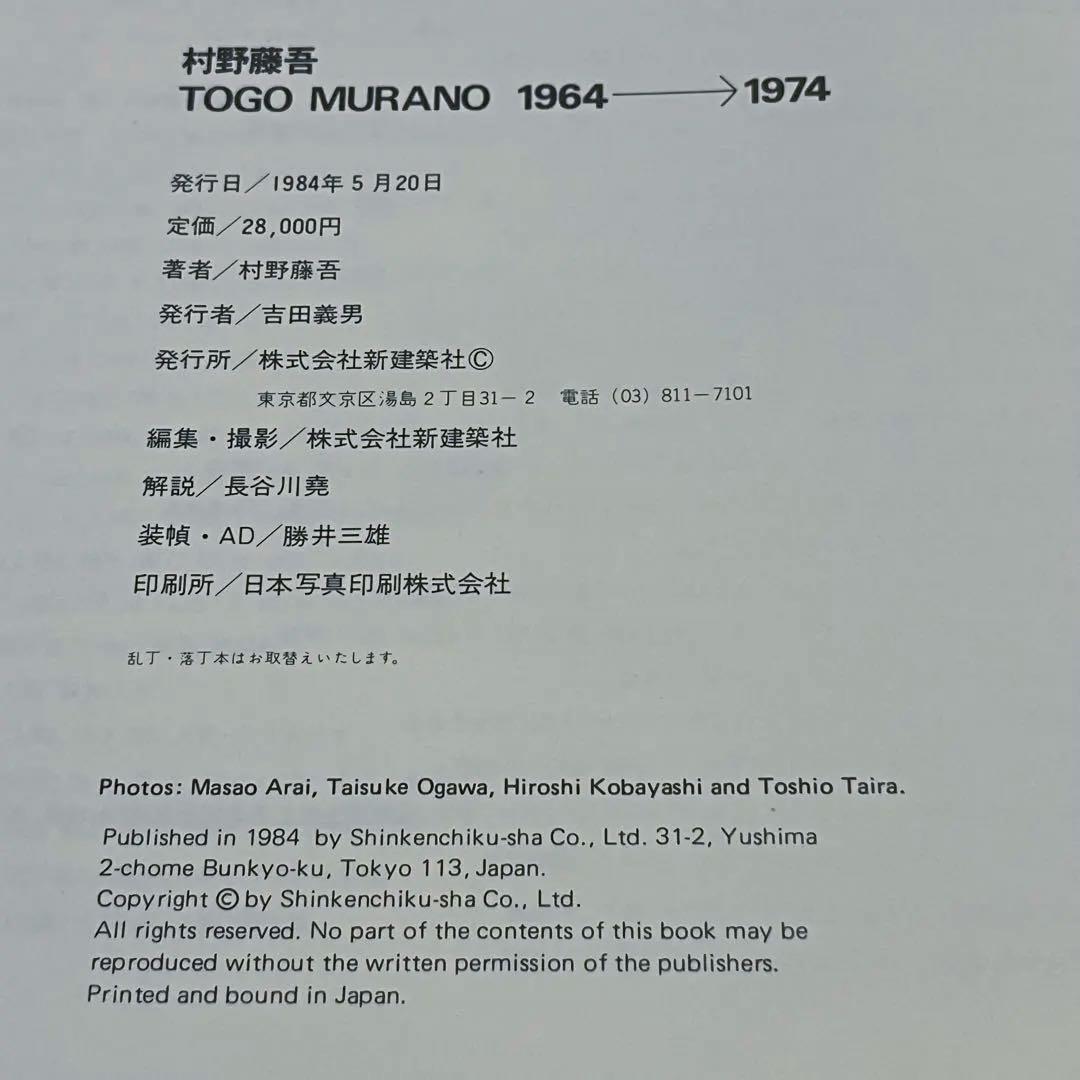 村野藤吾
TOGO MURANO 1964→1974
発行日／1984年5月20日
定価／28,000円
著者／村野藤吾
発行者／吉田義男
発行所／株式会社新建築社©
東京都文京区湯島2丁目31－2　電話（03）811－7101
編集・撮影／株式会社新建築社
解説／長谷川堯
装幀・AD／勝井三雄
印刷所／日本写真印刷株式会社
乱丁・落丁本はお取替えいたします。
Photos: Masao Arai, Taisuke Ogawa, Hiroshi Kobayashi and Toshio Taira.
Published in 1984 by Shinkenchiku-sha Co., Ltd. 31-2, Yushima
2-chome Bunkyo-ku, Tokyo 113, Japan.
Copyright © by Shinkenchiku-sha Co., Ltd.
All rights reserved. No part of the contents of this book may be
reproduced without the written permission of the publishers.
Printed and bound in Japan.